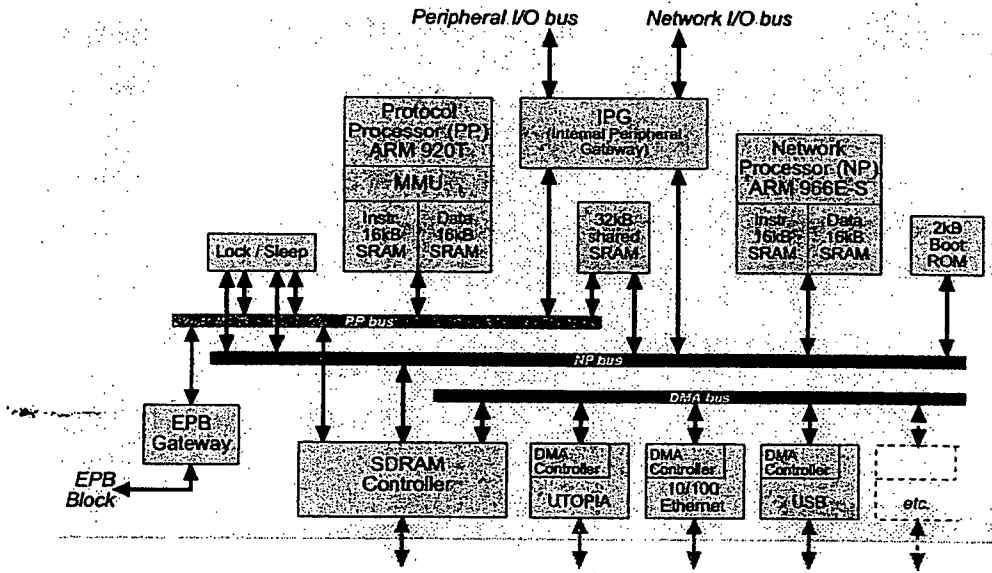 Peripheral I/O bus
Network I/O bus
Protocol
Processor (PP)
ARM 920T
MMU
Instr.
16kB
SRAM
Data
16kB
SRAM
IPG
(Internal Peripheral
Gateway)
Network
Processor (NP)
ARM 966E-S
Instr.
16kB
SRAM
Data
16kB
SRAM
32kB
shared
SRAM
2kB
Boot
ROM
Lock / Sleep
PP bus
NP bus
DMA bus
EPB
Gateway
EPB
Block
SDRAM
Controller
DMA
Controller
UTOPIA
DMA
Controller
10/100
Ethernet
DMA
Controller
USB
etc.